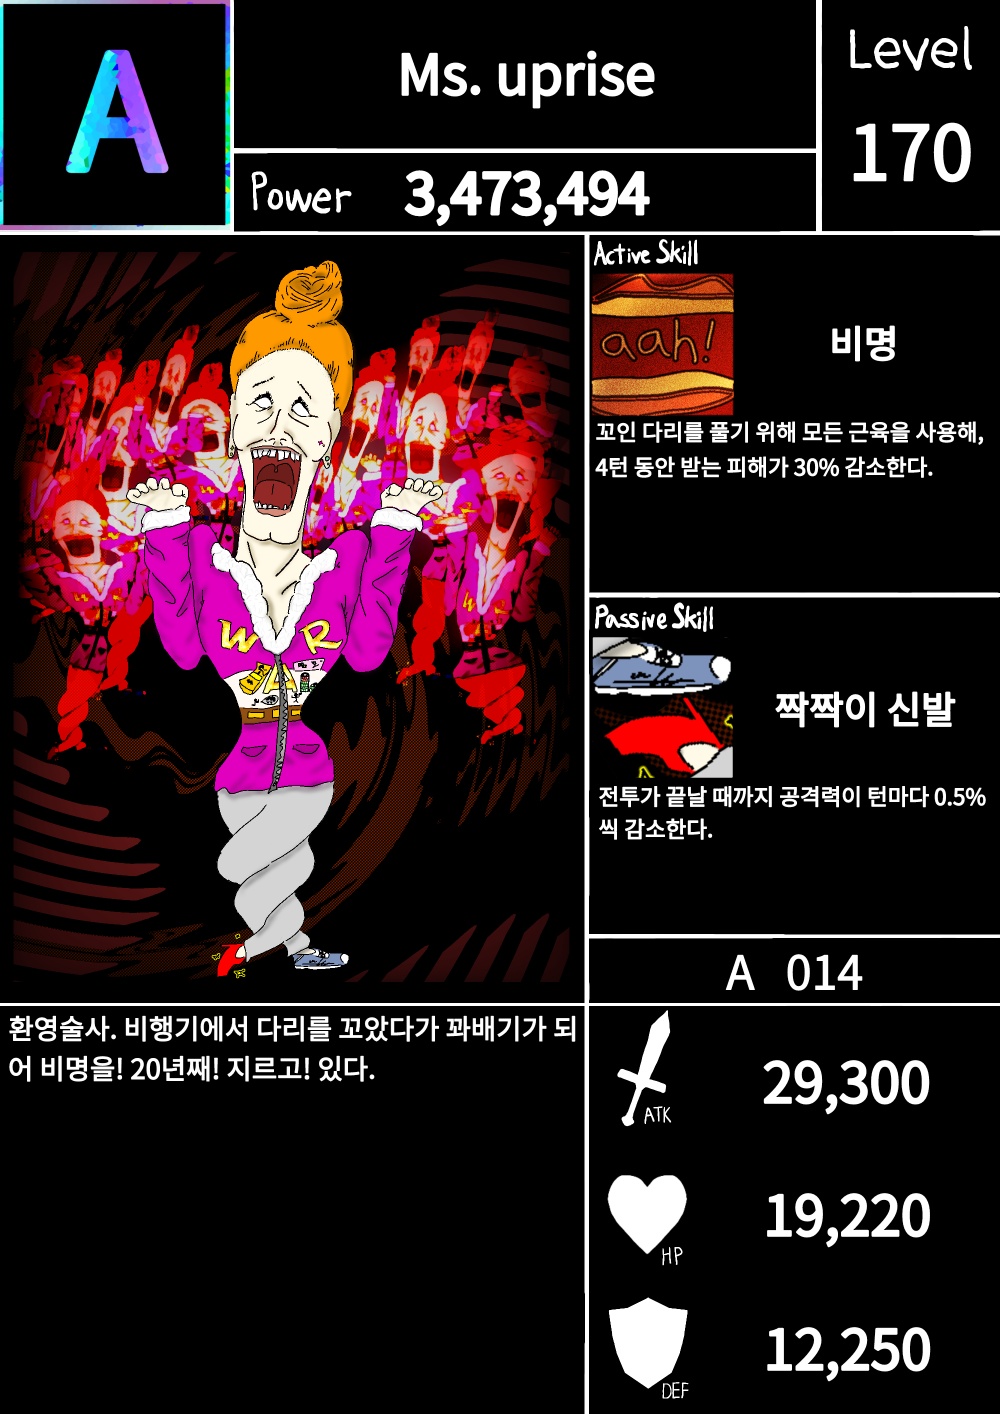 A
Ms. uprise
Level
170
Power 3,473,494
Active Skill
aah!
비명
꼬인 다리를 풀기 위해 모든 근육을 사용해,
4턴 동안 받는 피해가 30% 감소한다.
Passive Skill
짝짝이 신발
전투가 끝날 때까지 공격력이 턴마다 0.5%
씩 감소한다.
A 014
W R
A
환영술사. 비행기에서 다리를 꼬았다가 꽈배기가 되
어 비명을! 20년째! 지르고! 있다.
ATK
29,300
HP
19,220
DEF
12,250